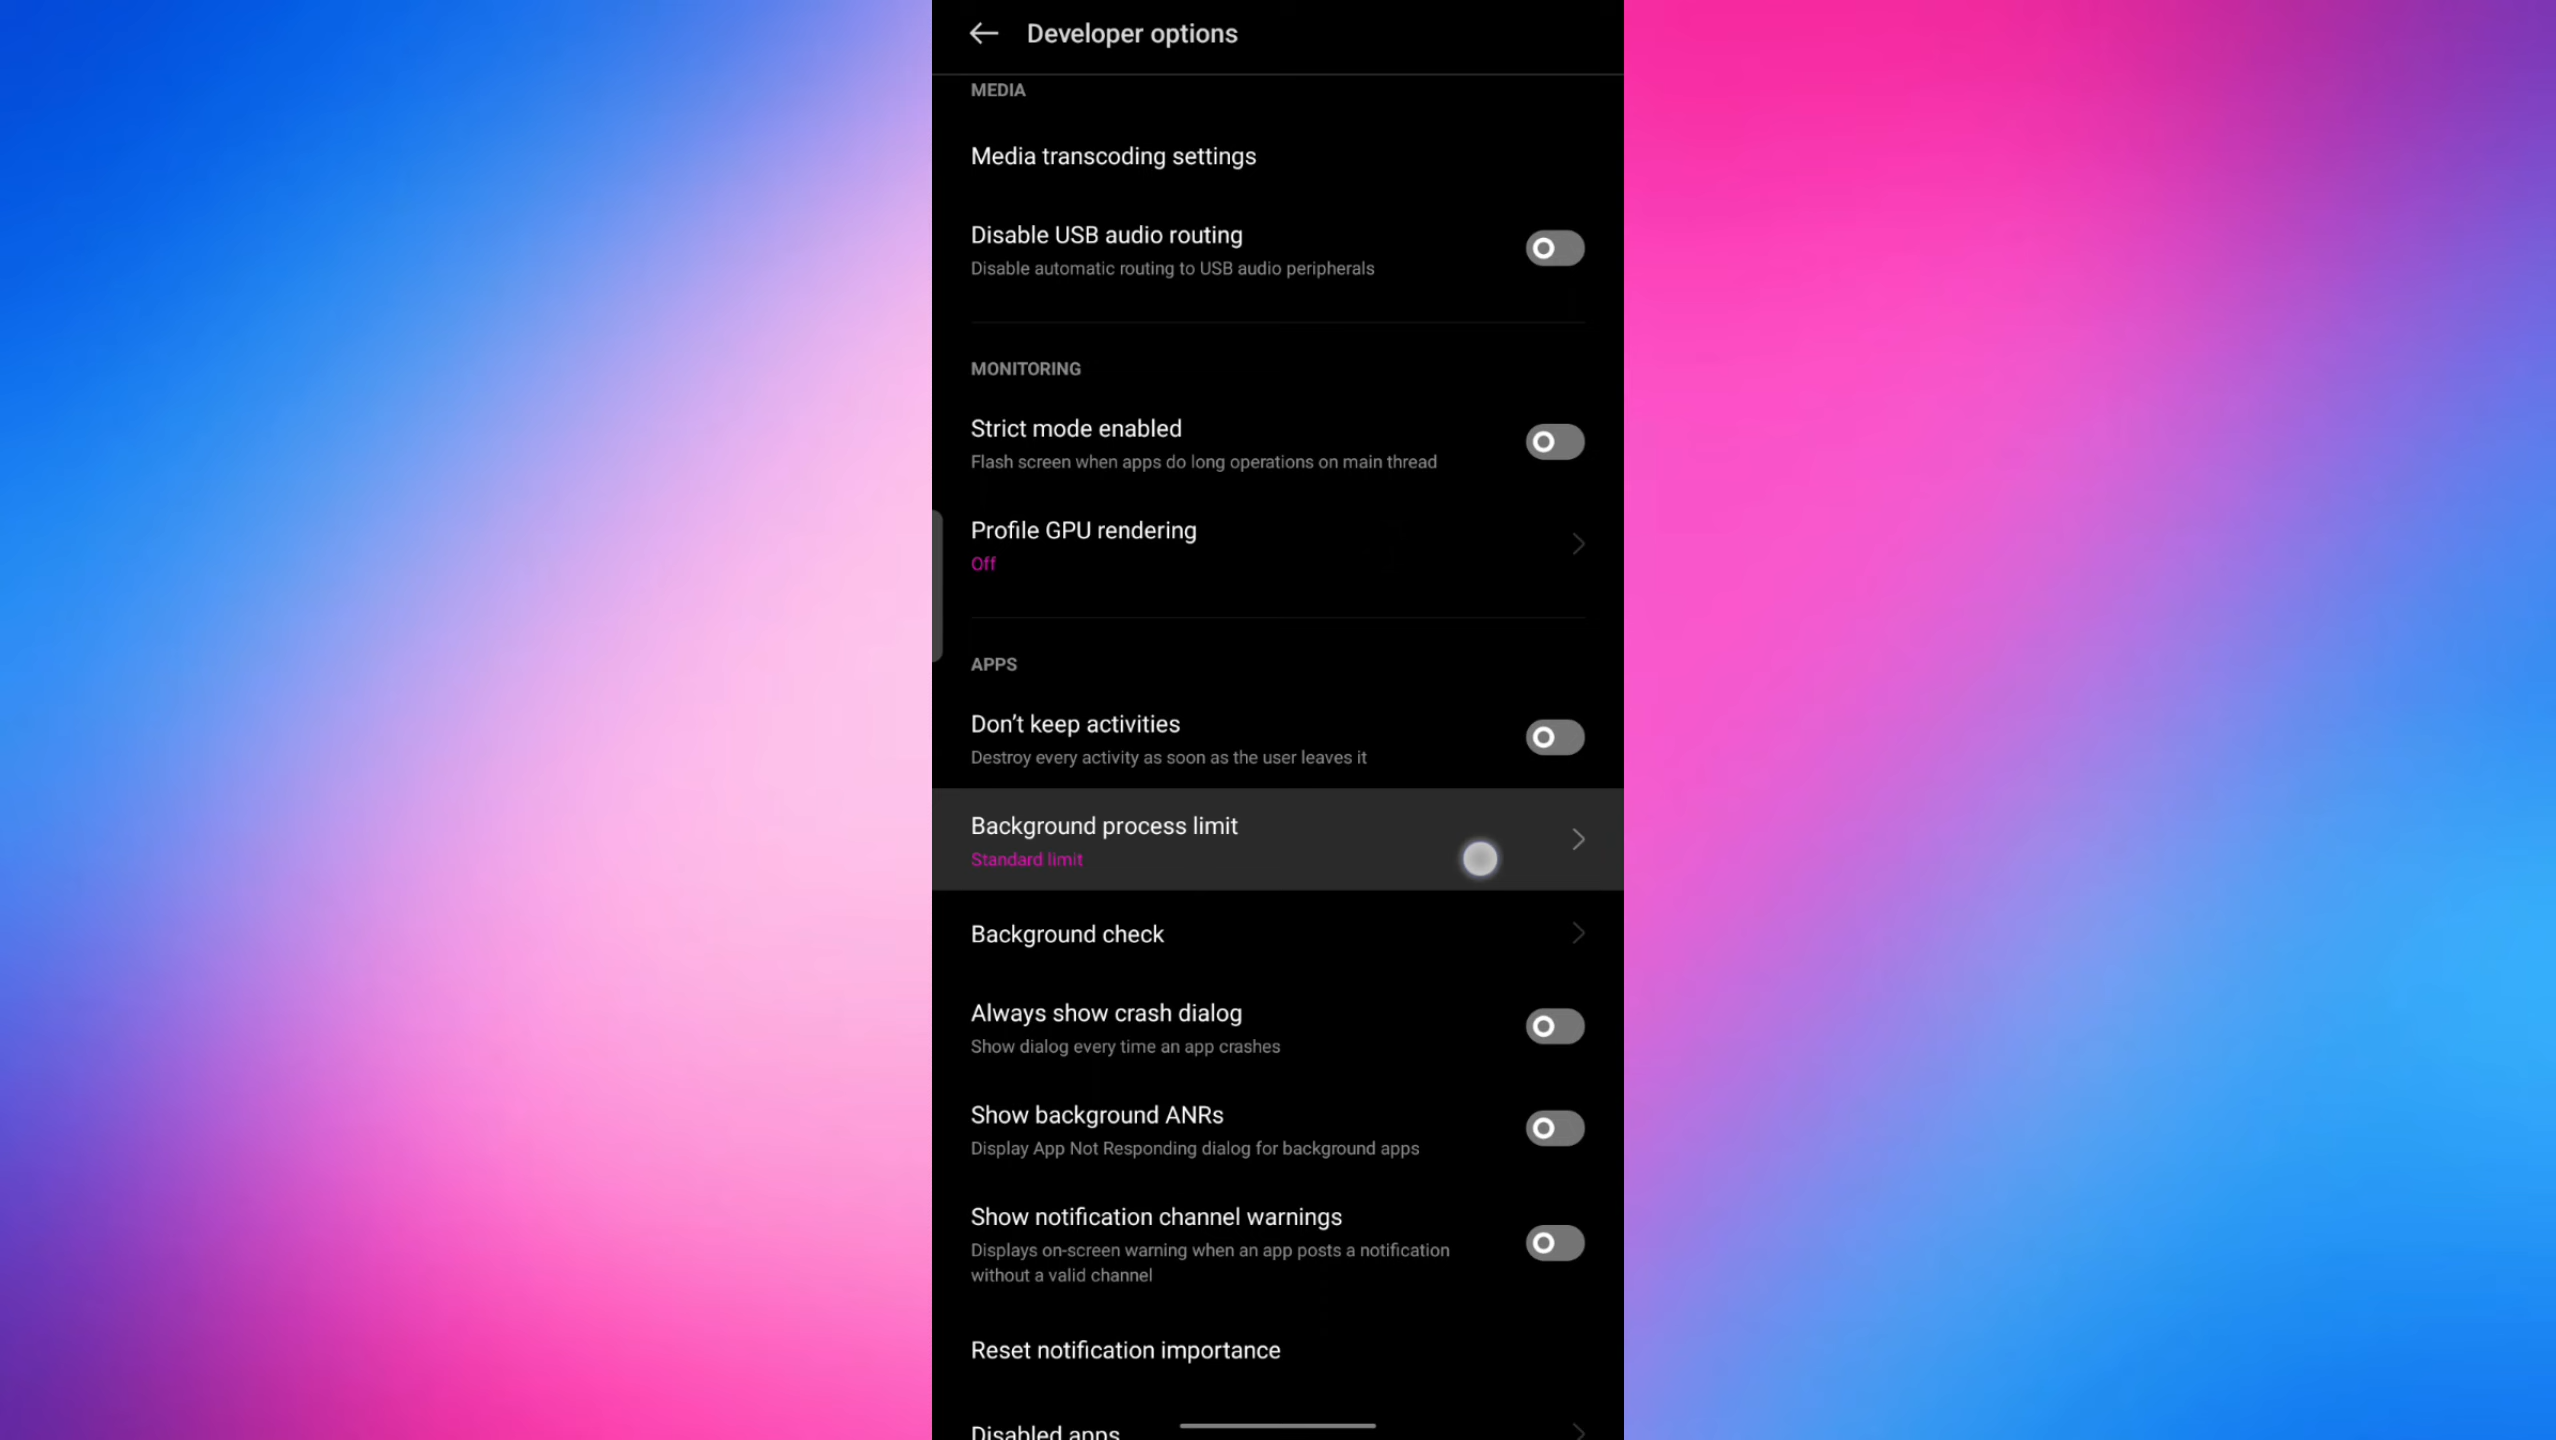 Developer options
MEDIA
Media transcoding settings
Disable USB audio routing
Disable automatic routing to USB audio peripherals
MONITORING
Strict mode enabled
Flash screen when apps do long operations on main thread
Profile GPU rendering
Off
APPS
Don’t keep activities
Destroy every activity as soon as the user leaves it
Background process limit
Standard limit
Background check
Always show crash dialog
Show dialog every time an app crashes
Show background ANRs
Display App Not Responding dialog for background apps
Show notification channel warnings
Displays on-screen warning when an app posts a notification
without a valid channel
Reset notification importance
Disabled apps